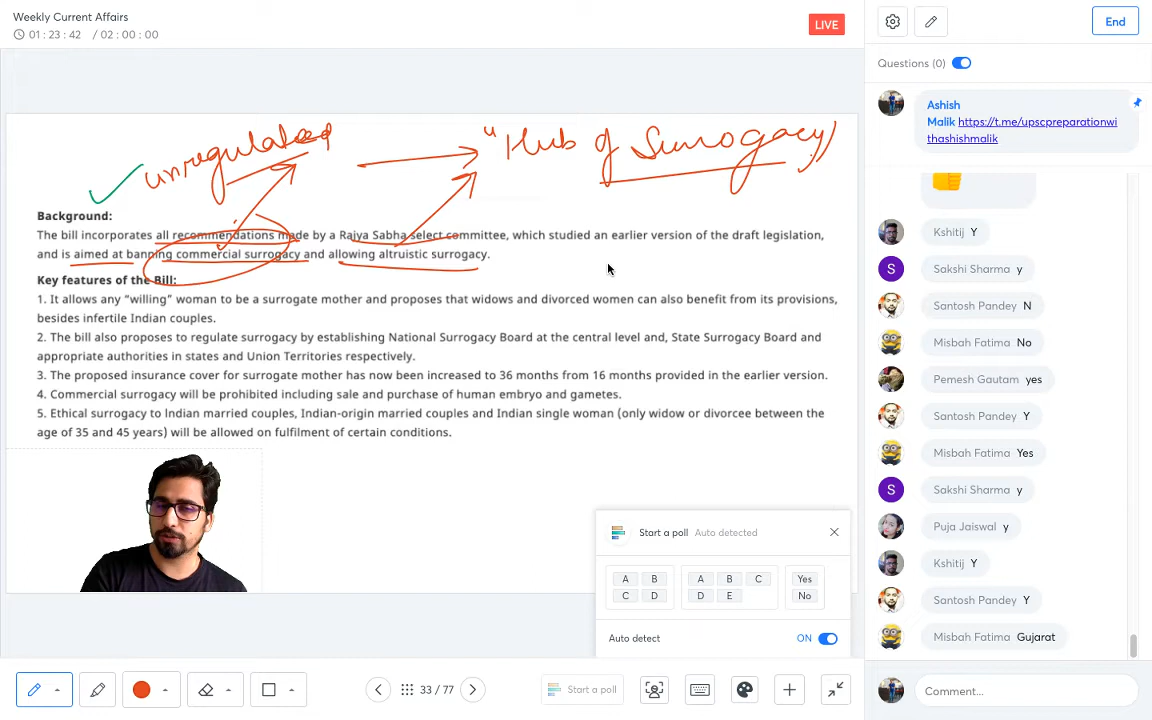 Weekly Current Affairs
01 : 23 : 42 / 02 : 00 : 00
LIVE
End
Questions (0)
Ashish
Malik https://t.me/upscpreparationwi
thashishmalik
unregulated
"Hub of Surrogacy"
Background:
The bill incorporates all recommendations made by a Rajya Sabha select committee, which studied an earlier version of the draft legislation,
and is aimed at banning commercial surrogacy and allowing altruistic surrogacy.
Key features of the Bill:
1. It allows any "willing" woman to be a surrogate mother and proposes that widows and divorced women can also benefit from its provisions,
besides infertile Indian couples.
2. The bill also proposes to regulate surrogacy by establishing National Surrogacy Board at the central level and, State Surrogacy Board and
appropriate authorities in states and Union Territories respectively.
3. The proposed insurance cover for surrogate mother has now been increased to 36 months from 16 months provided in the earlier version.
4. Commercial surrogacy will be prohibited including sale and purchase of human embryo and gametes.
5. Ethical surrogacy to Indian married couples, Indian-origin married couples and Indian single woman (only widow or divorcee between the
age of 35 and 45 years) will be allowed on fulfilment of certain conditions.
Kshitij Y
S Sakshi Sharma y
Santosh Pandey N
Misbah Fatima No
Pemesh Gautam yes
Santosh Pandey Y
Misbah Fatima Yes
S Sakshi Sharma y
Puja Jaiswal y
Kshitij Y
Santosh Pandey Y
Misbah Fatima Gujarat
Start a poll Auto detected
A B
C D
A B C
D E
Yes
No
Auto detect ON
33 / 77
Start a poll
Comment...